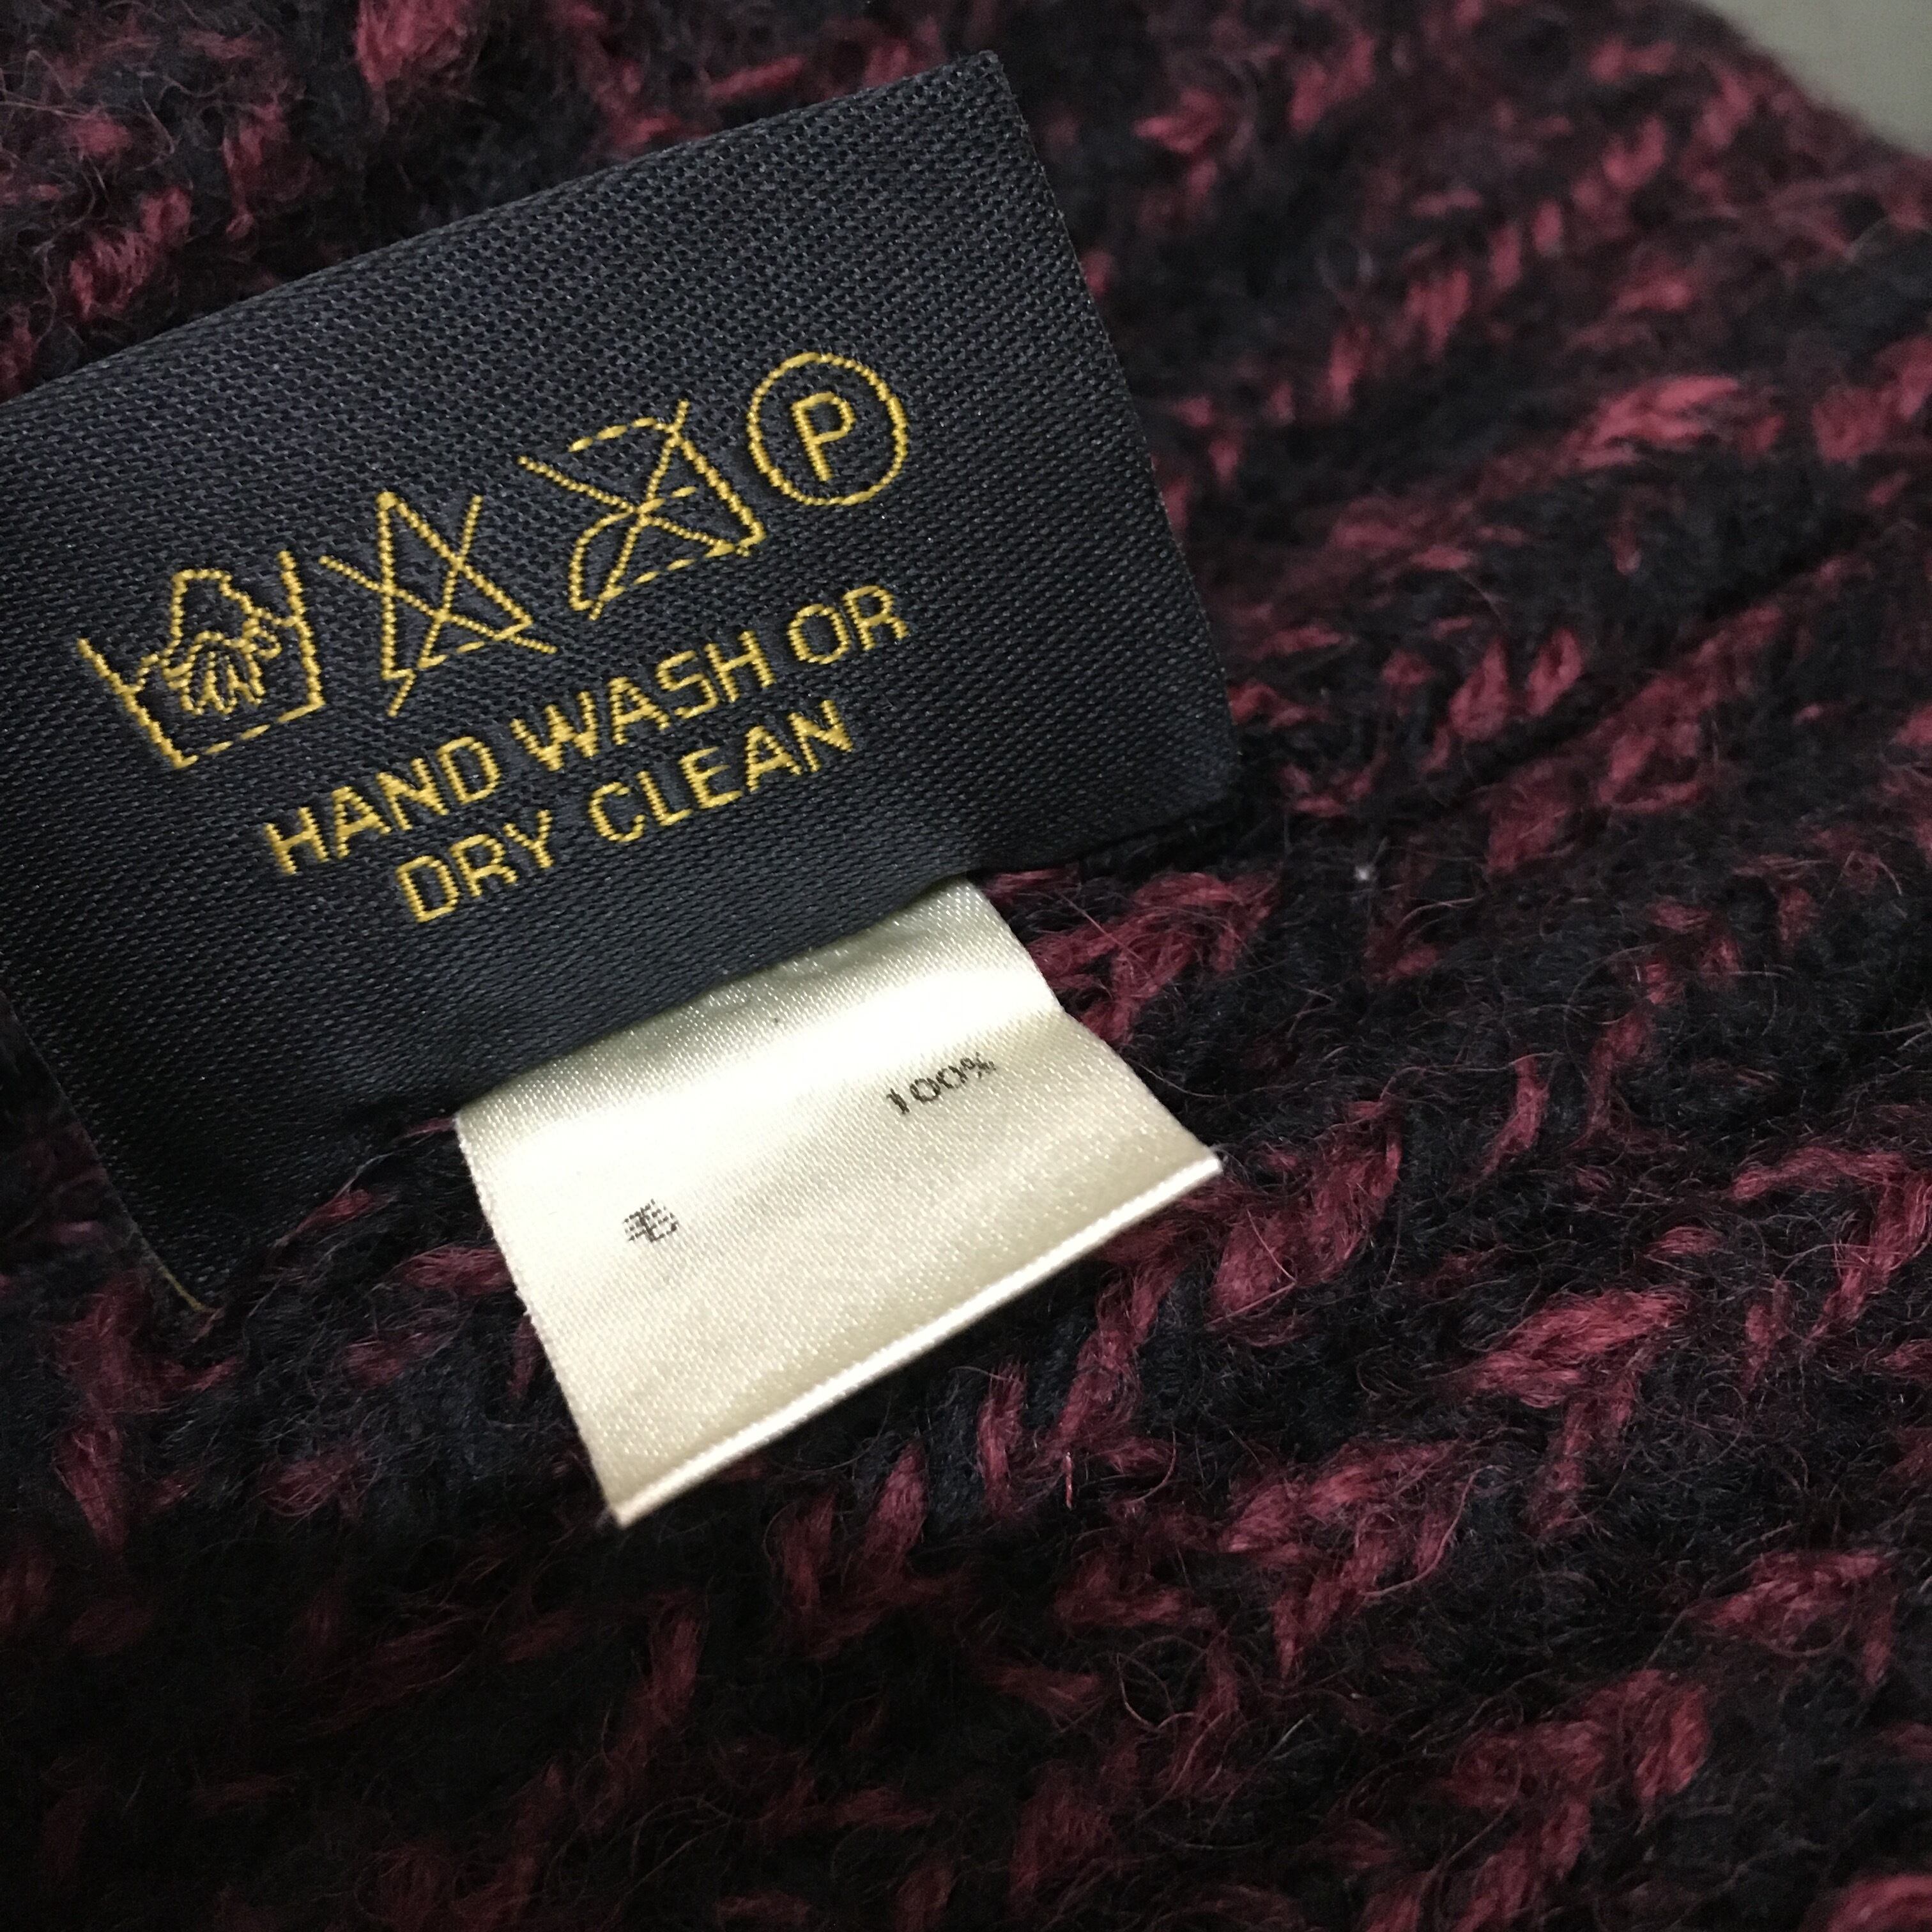 P
HAND WASH OR
DRY CLEAN
毛 100%